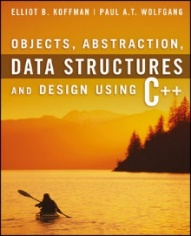 ELLIOT B. KOFFMAN | PAUL A.T. WOLFGANG
OBJECTS, ABSTRACTION,
DATA STRUCTURES
AND DESIGN USING C++